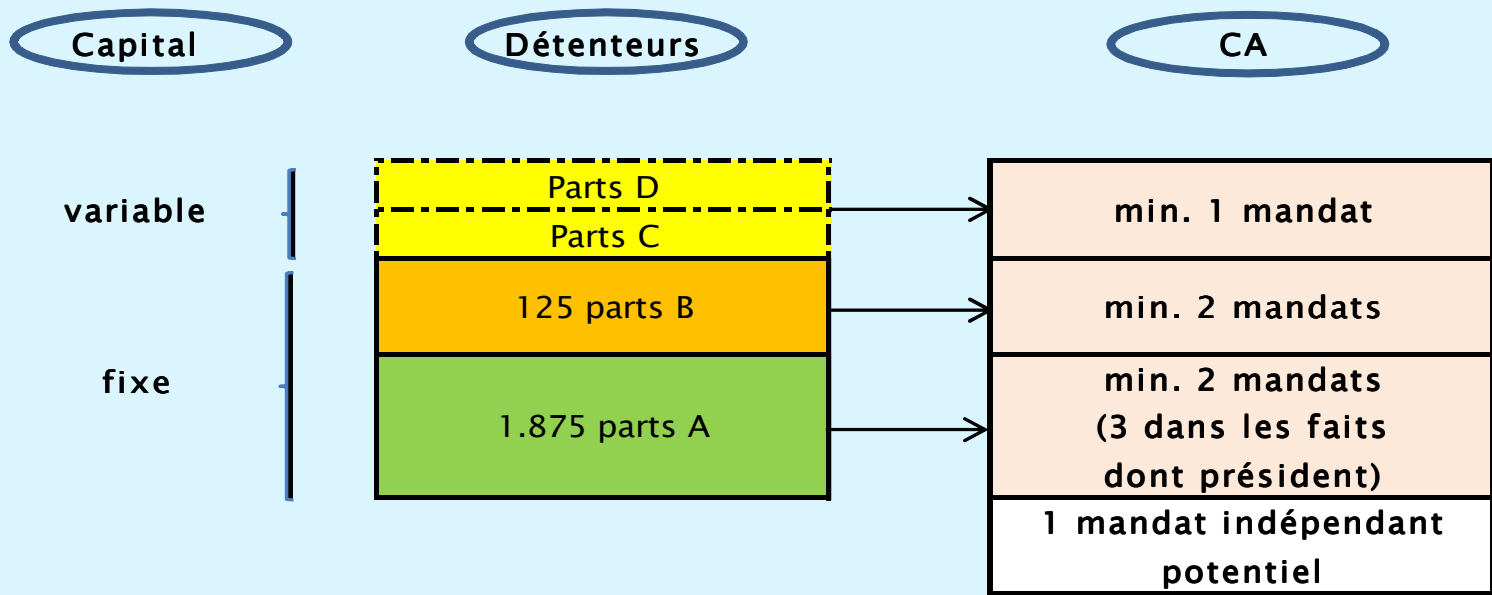 Capital
Détenteurs
CA
variable
Parts D
Parts C
min. 1 mandat
125 parts B
min. 2 mandats
fixe
1.875 parts A
min. 2 mandats
(3 dans les faits
dont président)
1 mandat indépendant
potentiel